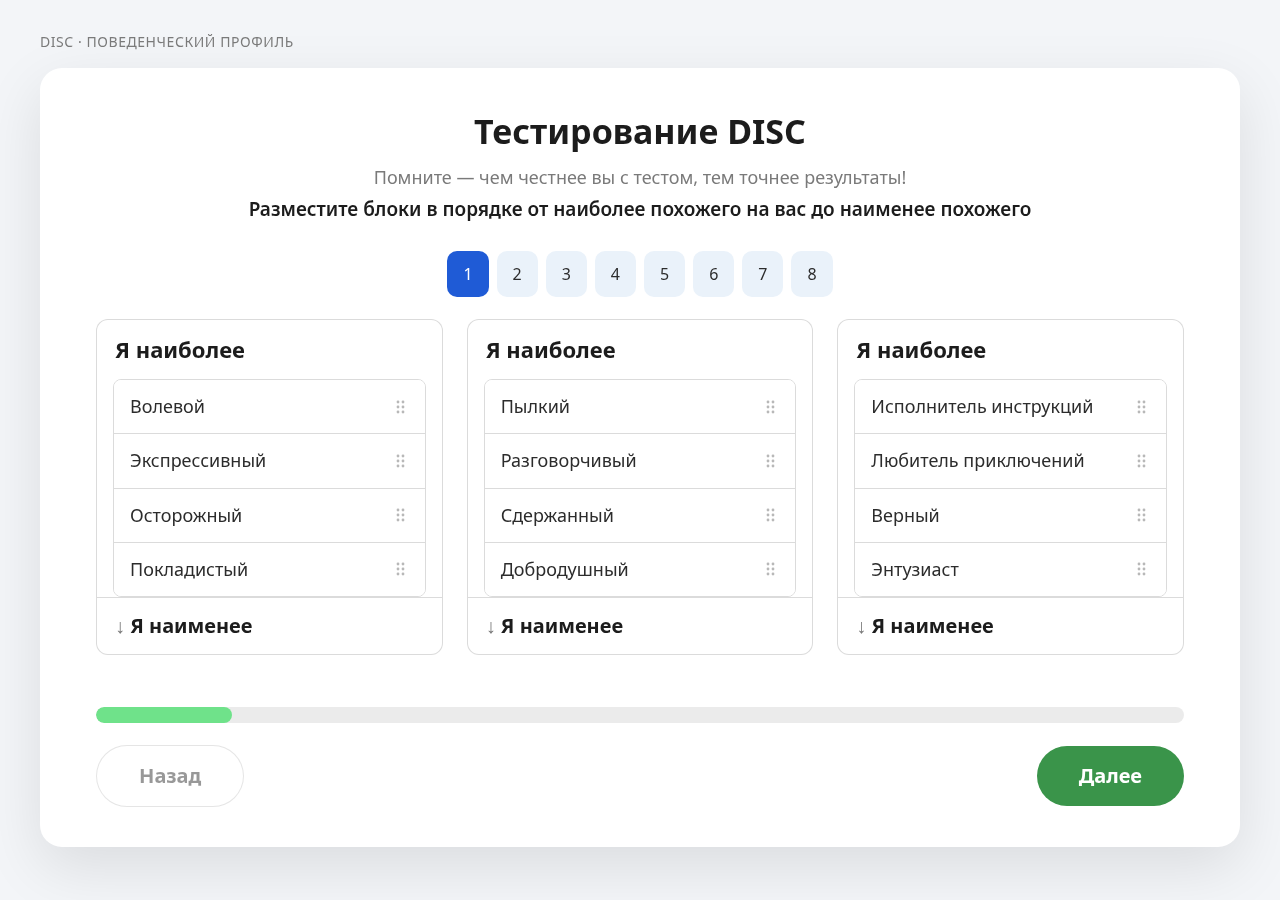 DISC · ПОВЕДЕНЧЕСКИЙ ПРОФИЛЬ
Тестирование DISC
Помните — чем честнее вы с тестом, тем точнее результаты!
Разместите блоки в порядке от наиболее похожего на вас до наименее похожего
1 2 3 4 5 6 7 8
Я наиболее
Волевой
Экспрессивный
Осторожный
Покладистый
↓ Я наименее
Я наиболее
Пылкий
Разговорчивый
Сдержанный
Добродушный
↓ Я наименее
Я наиболее
Исполнитель инструкций
Любитель приключений
Верный
Энтузиаст
↓ Я наименее
Назад
Далее